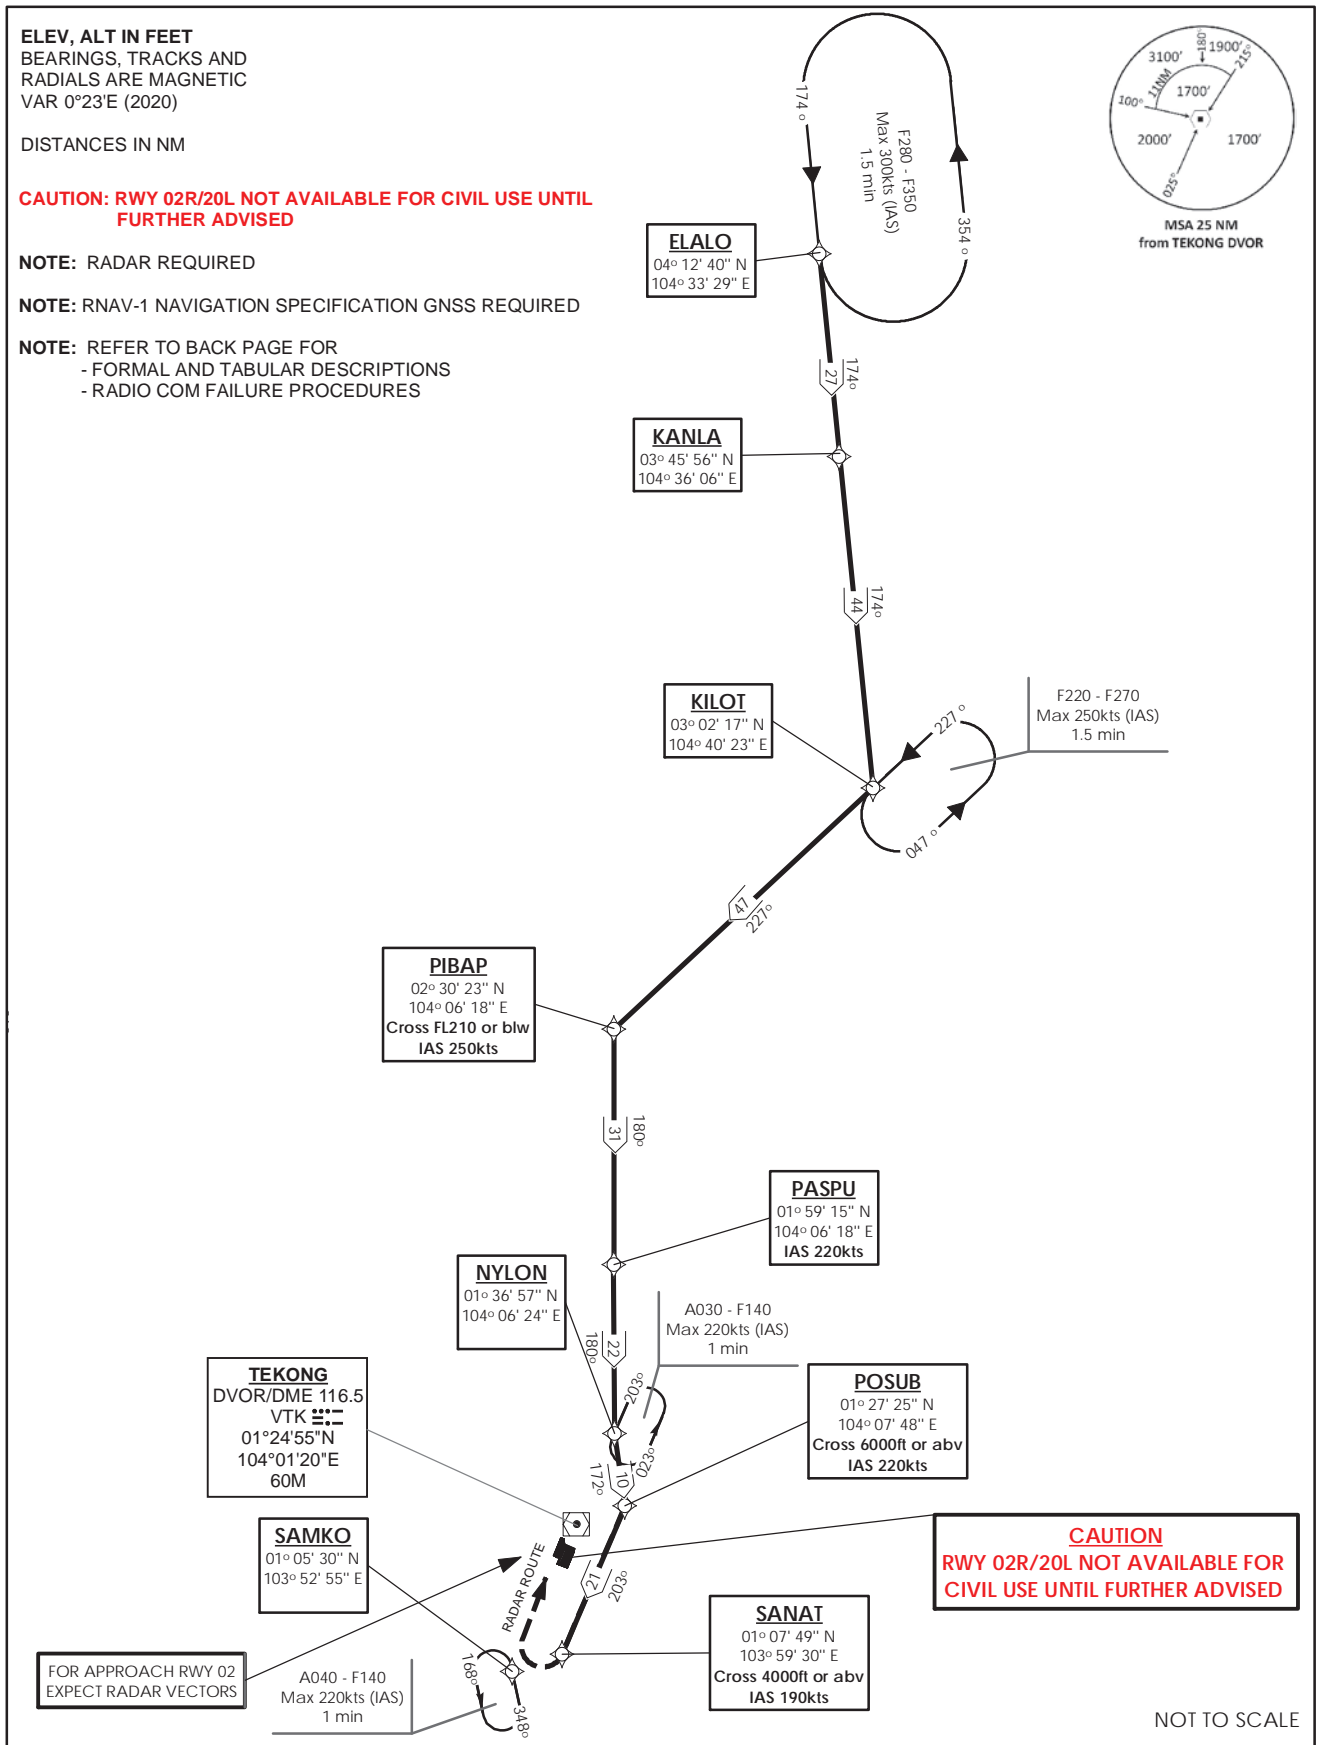 ELEV, ALT IN FEET
BEARINGS, TRACKS AND
RADIALS ARE MAGNETIC
VAR 0°23'E (2020)
DISTANCES IN NM
CAUTION: RWY 02R/20L NOT AVAILABLE FOR CIVIL USE UNTIL
FURTHER ADVISED
NOTE: RADAR REQUIRED
NOTE: RNAV-1 NAVIGATION SPECIFICATION GNSS REQUIRED
NOTE: REFER TO BACK PAGE FOR
- FORMAL AND TABULAR DESCRIPTIONS
- RADIO COM FAILURE PROCEDURES
174°
F280 - F350
Max 300kts (IAS)
1.5 min
354°
3100'
180°
1900'
215°
11NM
1700'
100°
2000'
1700'
025°
MSA 25 NM
from TEKONG DVOR
ELALO
04° 12' 40" N
104° 33' 29" E
27
174°
KANLA
03° 45' 56" N
104° 36' 06" E
44
174°
KILOT
03° 02' 17" N
104° 40' 23" E
227°
047°
F220 - F270
Max 250kts (IAS)
1.5 min
47
227°
PIBAP
02° 30' 23" N
104° 06' 18" E
Cross FL210 or blw
IAS 250kts
31
180°
PASPU
01° 59' 15" N
104° 06' 18" E
IAS 220kts
NYLON
01° 36' 57" N
104° 06' 24" E
22
180°
A030 - F140
Max 220kts (IAS)
1 min
203°
023°
TEKONG
DVOR/DME 116.5
VTK
01°24'55"N
104°01'20"E
60M
POSUB
01° 27' 25" N
104° 07' 48" E
Cross 6000ft or abv
IAS 220kts
10
172°
SAMKO
01° 05' 30" N
103° 52' 55" E
RADAR ROUTE
21
203°
CAUTION
RWY 02R/20L NOT AVAILABLE FOR
CIVIL USE UNTIL FURTHER ADVISED
SANAT
01° 07' 49" N
103° 59' 30" E
Cross 4000ft or abv
IAS 190kts
FOR APPROACH RWY 02
EXPECT RADAR VECTORS
A040 - F140
Max 220kts (IAS)
1 min
168°
348°
NOT TO SCALE